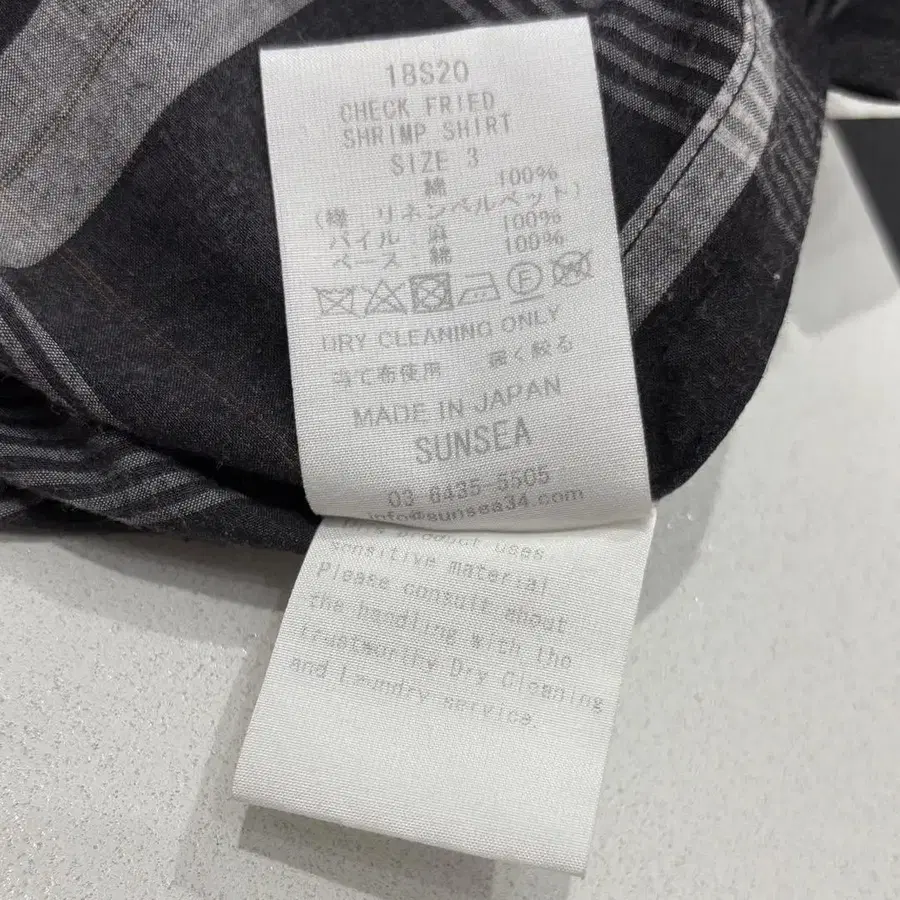 18S20
CHECK FRIED
SHRIMP SHIRT
SIZE 3
綿 100%
(襟 リネンベルベット)
パイル:麻 100%
ベース:綿 100%
F
DRY CLEANING ONLY
当て布使用 弱く絞る
MADE IN JAPAN
SUNSEA
03 6435 5505
info@sunsea34.com
product uses
sensitive material
Please consult about
the handling with the
trustworthy Dry Cleaning
and Laundry service.